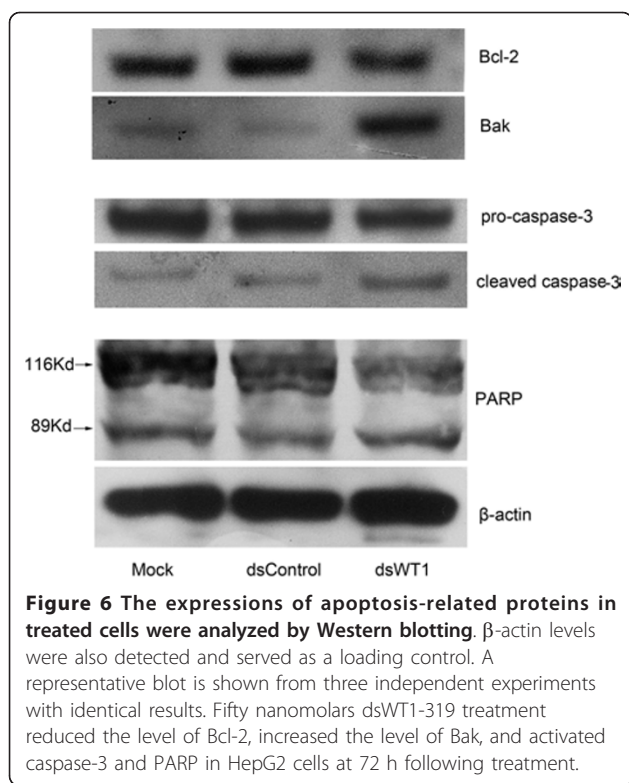 Bcl-2
Bak
pro-caspase-3
cleaved caspase-3
116Kd→
PARP
89Kd→
β-actin
Mock dsControl dsWT1
Figure 6 The expressions of apoptosis-related proteins in
treated cells were analyzed by Western blotting. β-actin levels
were also detected and served as a loading control. A
representative blot is shown from three independent experiments
with identical results. Fifty nanomolars dsWT1-319 treatment
reduced the level of Bcl-2, increased the level of Bak, and activated
caspase-3 and PARP in HepG2 cells at 72 h following treatment.